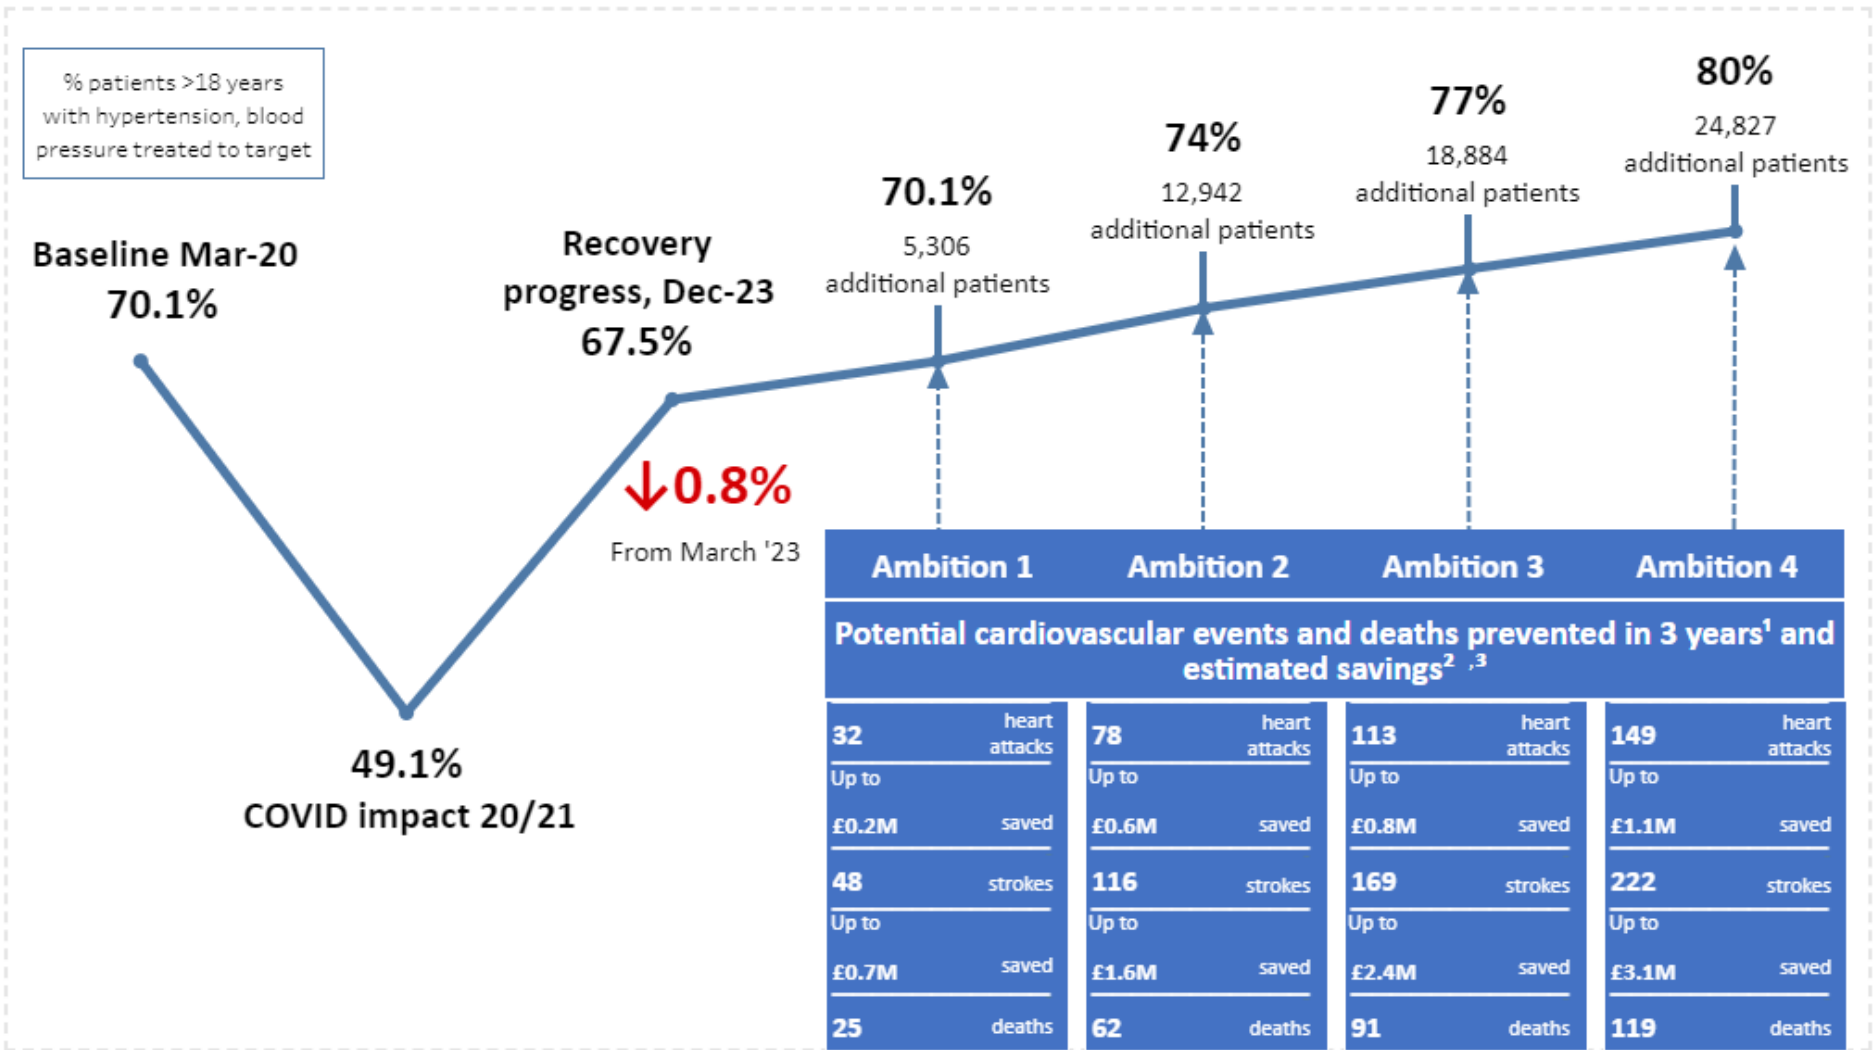 % patients >18 years
with hypertension, blood
pressure treated to target
Baseline Mar-20
70.1%
49.1%
COVID impact 20/21
Recovery
progress, Dec-23
67.5%
↓0.8%
From March '23
70.1%
5,306
additional patients
74%
12,942
additional patients
77%
18,884
additional patients
80%
24,827
additional patients
Ambition 1 Ambition 2 Ambition 3 Ambition 4
Potential cardiovascular events and deaths prevented in 3 years¹ and
estimated savings² ,³
32 heart attacks 78 heart attacks 113 heart attacks 149 heart attacks
Up to Up to Up to Up to
£0.2M saved £0.6M saved £0.8M saved £1.1M saved
48 strokes 116 strokes 169 strokes 222 strokes
Up to Up to Up to Up to
£0.7M saved £1.6M saved £2.4M saved £3.1M saved
25 deaths 62 deaths 91 deaths 119 deaths